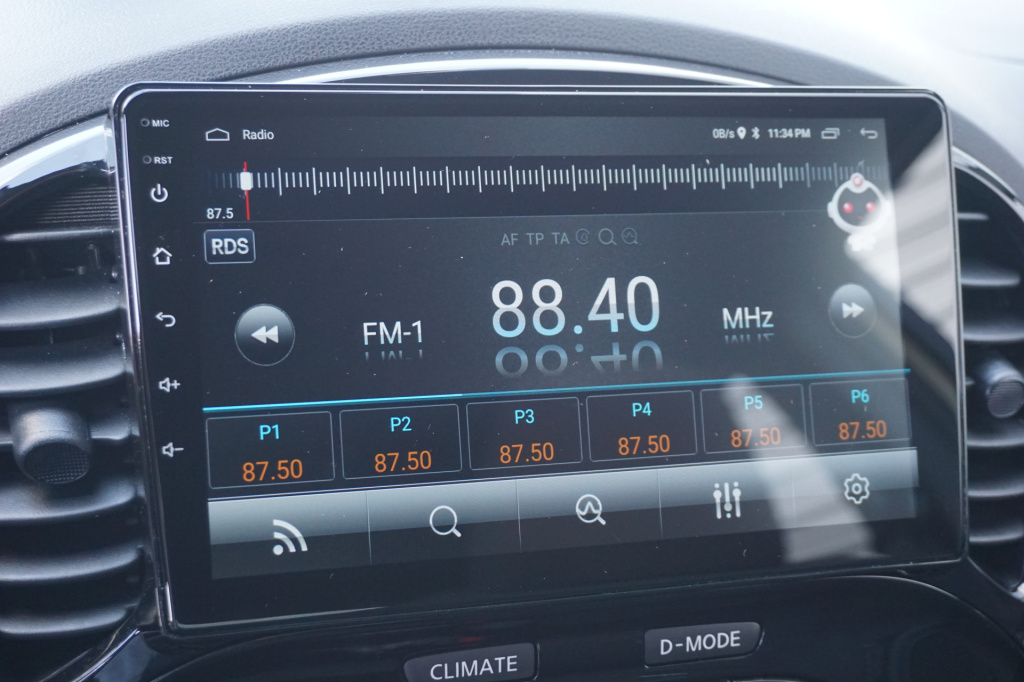 MIC
Radio
0B/s 11:34 PM
RST
87.5
RDS
AF TP TA
FM-1
88.40
MHz
P1 P2 P3 P4 P5 P6
87.50 87.50 87.50 87.50 87.50 87.50
CLIMATE
D-MODE